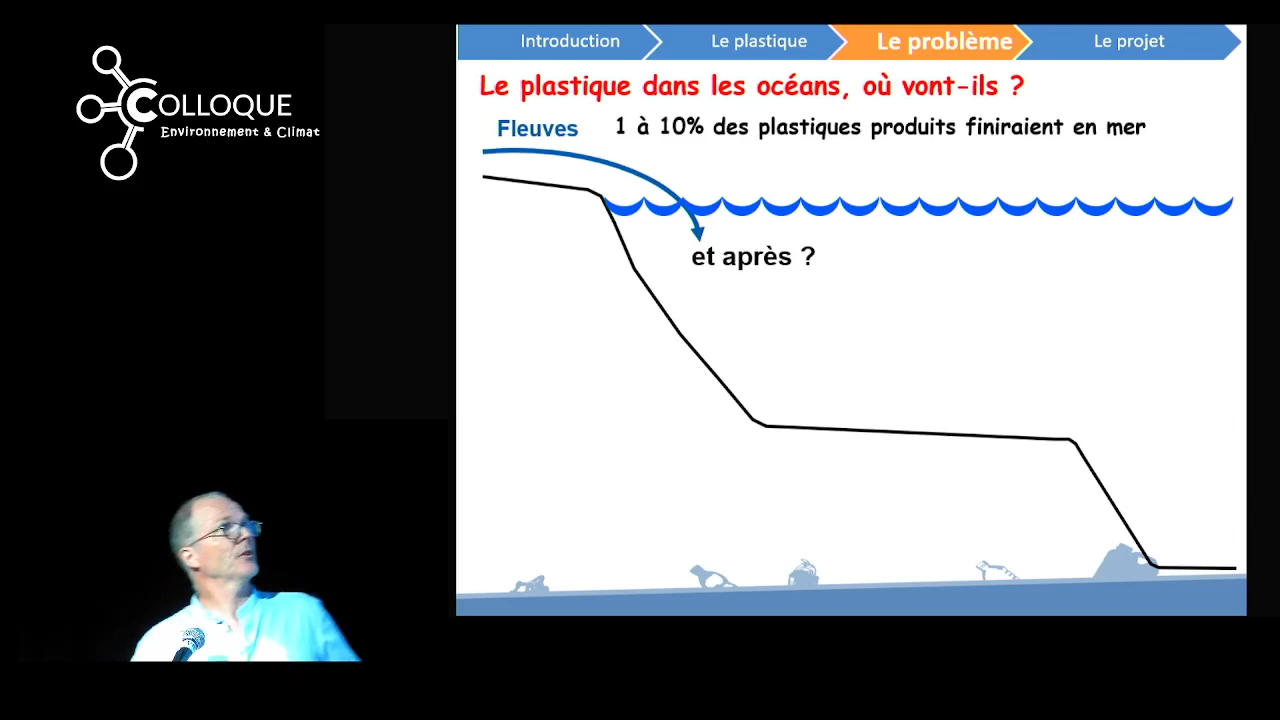 COLLOQUE
Environnement & Climat
Introduction
Le plastique
Le problème
Le projet
Le plastique dans les océans, où vont-ils ?
Fleuves
1 à 10% des plastiques produits finiraient en mer
et après ?